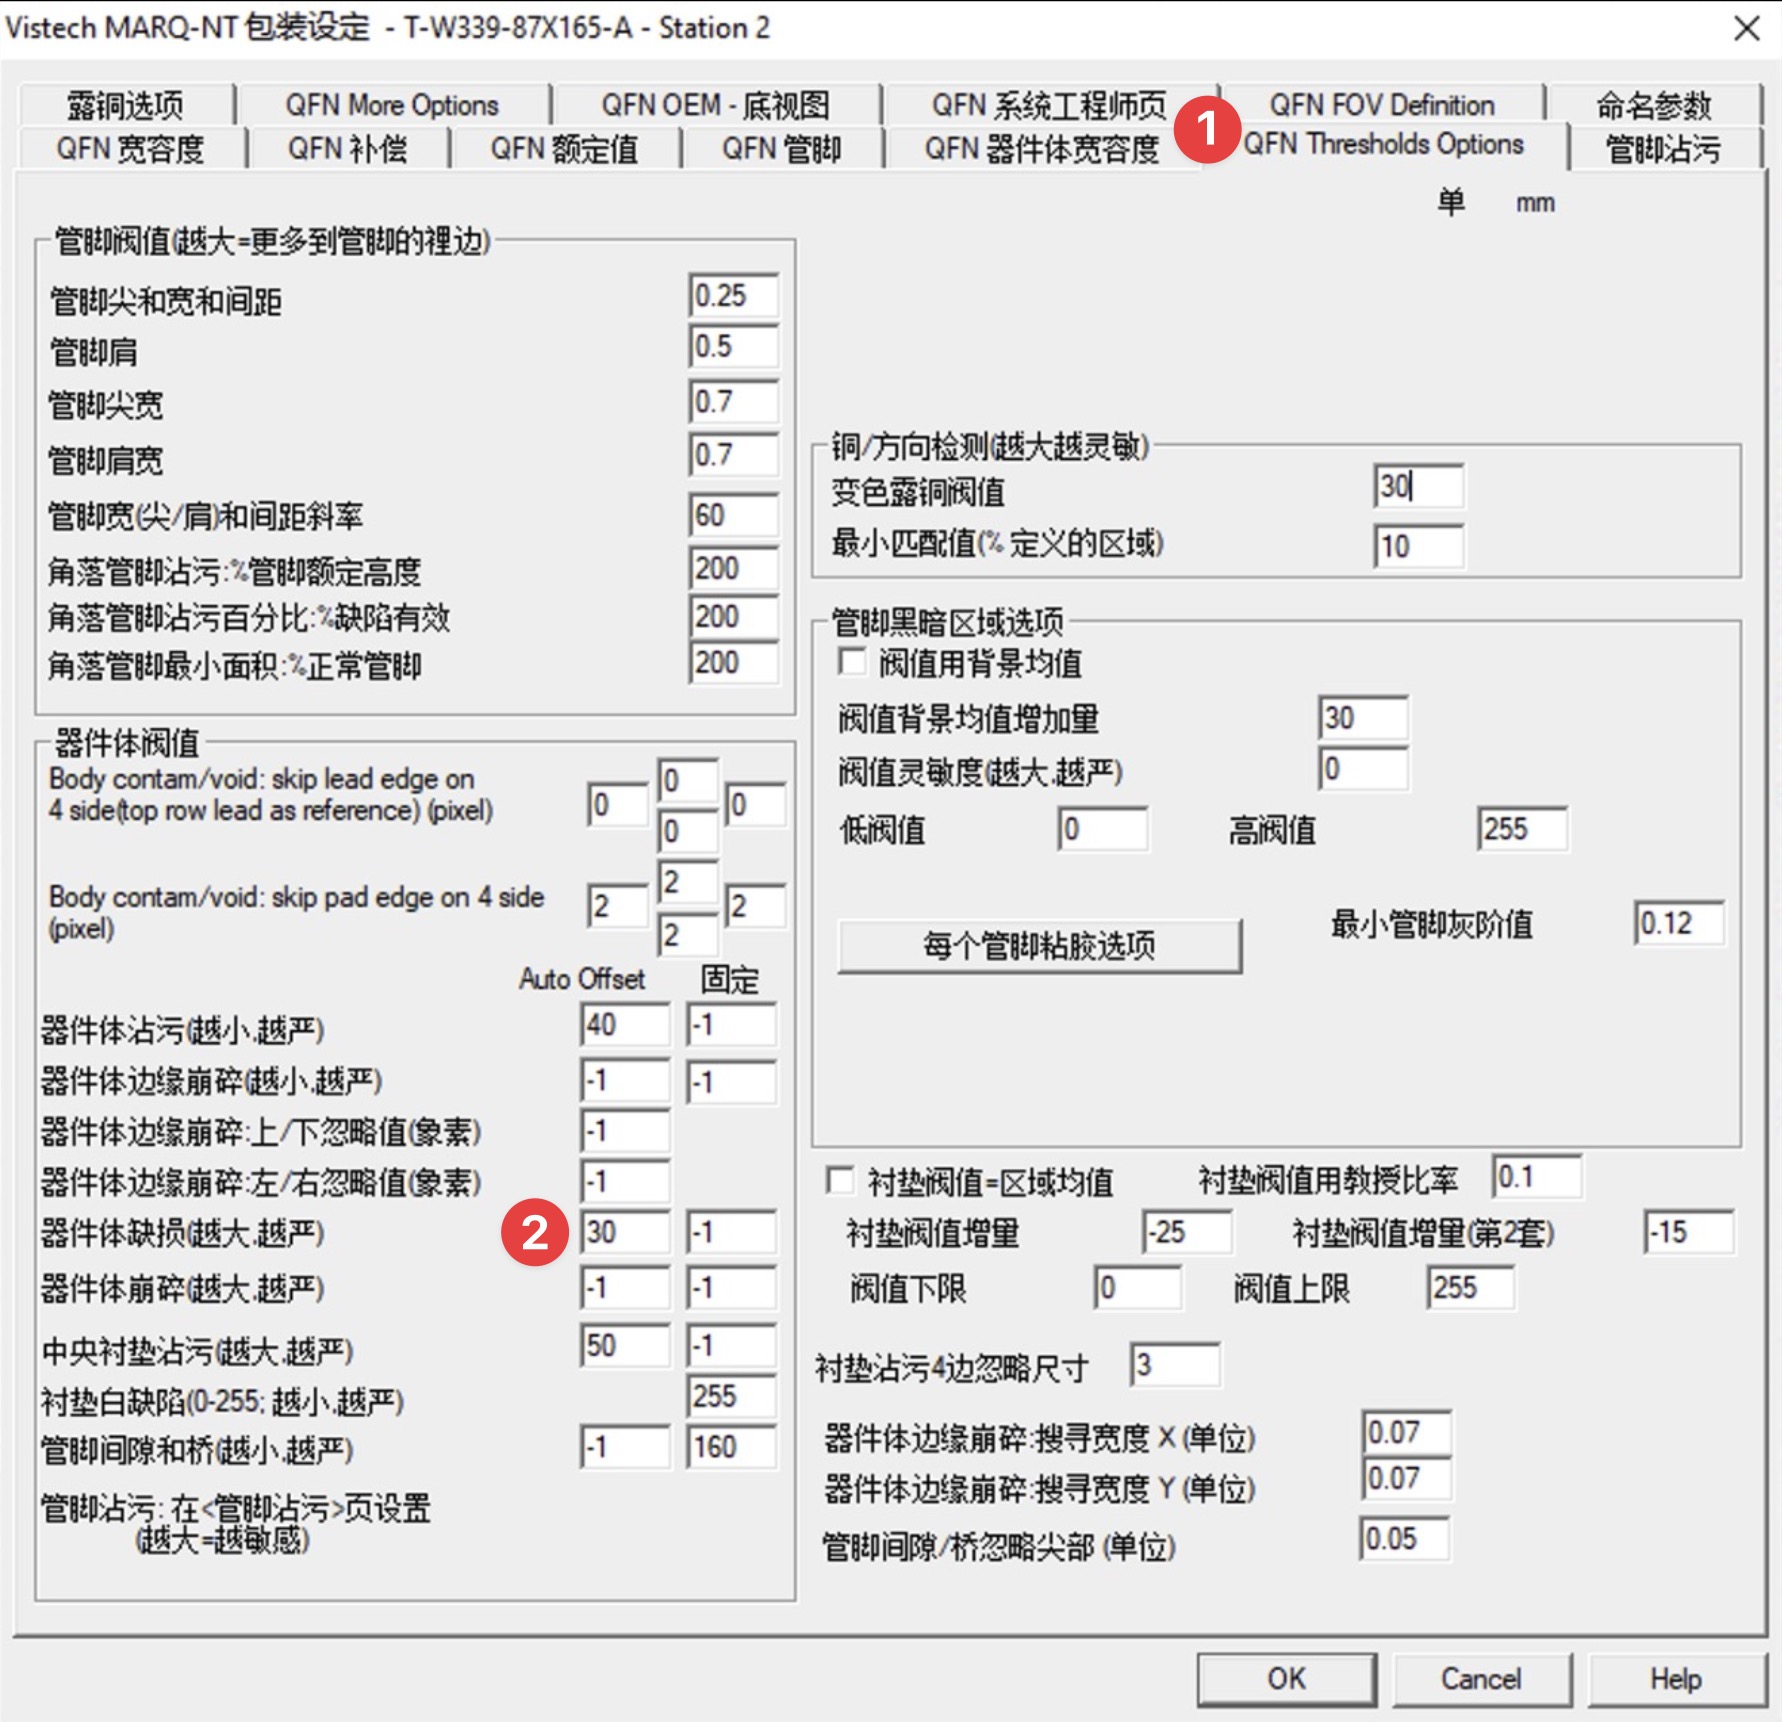 Vistech MARQ-NT 包装设定 - T-W339-87X165-A - Station 2
露铜选项 QFN More Options QFN OEM - 底视图 QFN 系统工程师页 QFN FOV Definition 命名参数
QFN 宽容度 QFN 补偿 QFN 额定值 QFN 管脚 QFN 器件体宽容度 1 QFN Thresholds Options 管脚沾污
单 mm
管脚阀值(越大=更多到管脚的裡边)
管脚尖和宽和间距 0.25
管脚肩 0.5
管脚尖宽 0.7
管脚肩宽 0.7
管脚宽(尖/肩)和间距斜率 60
角落管脚沾污:%管脚额定高度 200
角落管脚沾污百分比:%缺陷有效 200
角落管脚最小面积:%正常管脚 200
器件体阀值
Body contam/void: skip lead edge on
4 side(top row lead as reference) (pixel)
0
0 0
0
Body contam/void: skip pad edge on 4 side
(pixel)
2
2 2
2
Auto Offset 固定
器件体沾污(越小,越严) 40 -1
器件体边缘崩碎(越小,越严) -1 -1
器件体边缘崩碎:上/下忽略值(象素) -1
器件体边缘崩碎:左/右忽略值(象素) -1
器件体缺损(越大,越严) 2 30 -1
器件体崩碎(越大,越严) -1 -1
中央衬垫沾污(越大,越严) 50 -1
衬垫白缺陷(0-255; 越小,越严) 255
管脚间隙和桥(越小,越严) -1 160
管脚沾污: 在<管脚沾污>页设置
(越大=越敏感)
铜/方向检测(越大越灵敏)
变色露铜阀值 30
最小匹配值(% 定义的区域) 10
管脚黑暗区域选项
阀值用背景均值
阀值背景均值增加量 30
阀值灵敏度(越大,越严) 0
低阀值 0 高阀值 255
每个管脚粘胶选项 最小管脚灰阶值 0.12
衬垫阀值=区域均值 衬垫阀值用教授比率 0.1
衬垫阀值增量 -25 衬垫阀值增量(第2套) -15
阀值下限 0 阀值上限 255
衬垫沾污4边忽略尺寸 3
器件体边缘崩碎:搜寻宽度 X (单位) 0.07
器件体边缘崩碎:搜寻宽度 Y (单位) 0.07
管脚间隙/桥忽略尖部 (单位) 0.05
OK Cancel Help